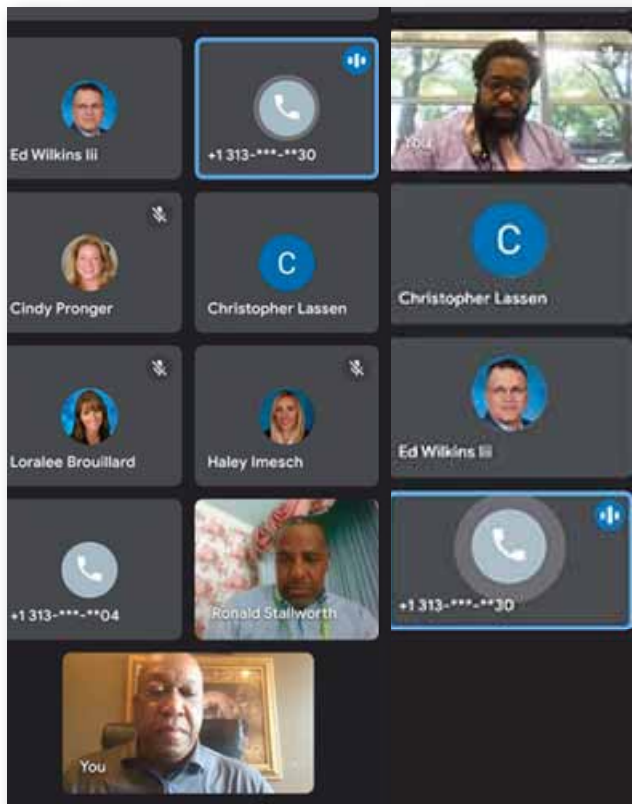 Ed Wilkins Iii
+1 313-***-**30
Cindy Pronger
C
Christopher Lassen
Loralee Brouillard
Haley Imesch
+1 313-***-**04
Ronald Stallworth
You
You
C
Christopher Lassen
Ed Wilkins Iii
+1 313-***-**30